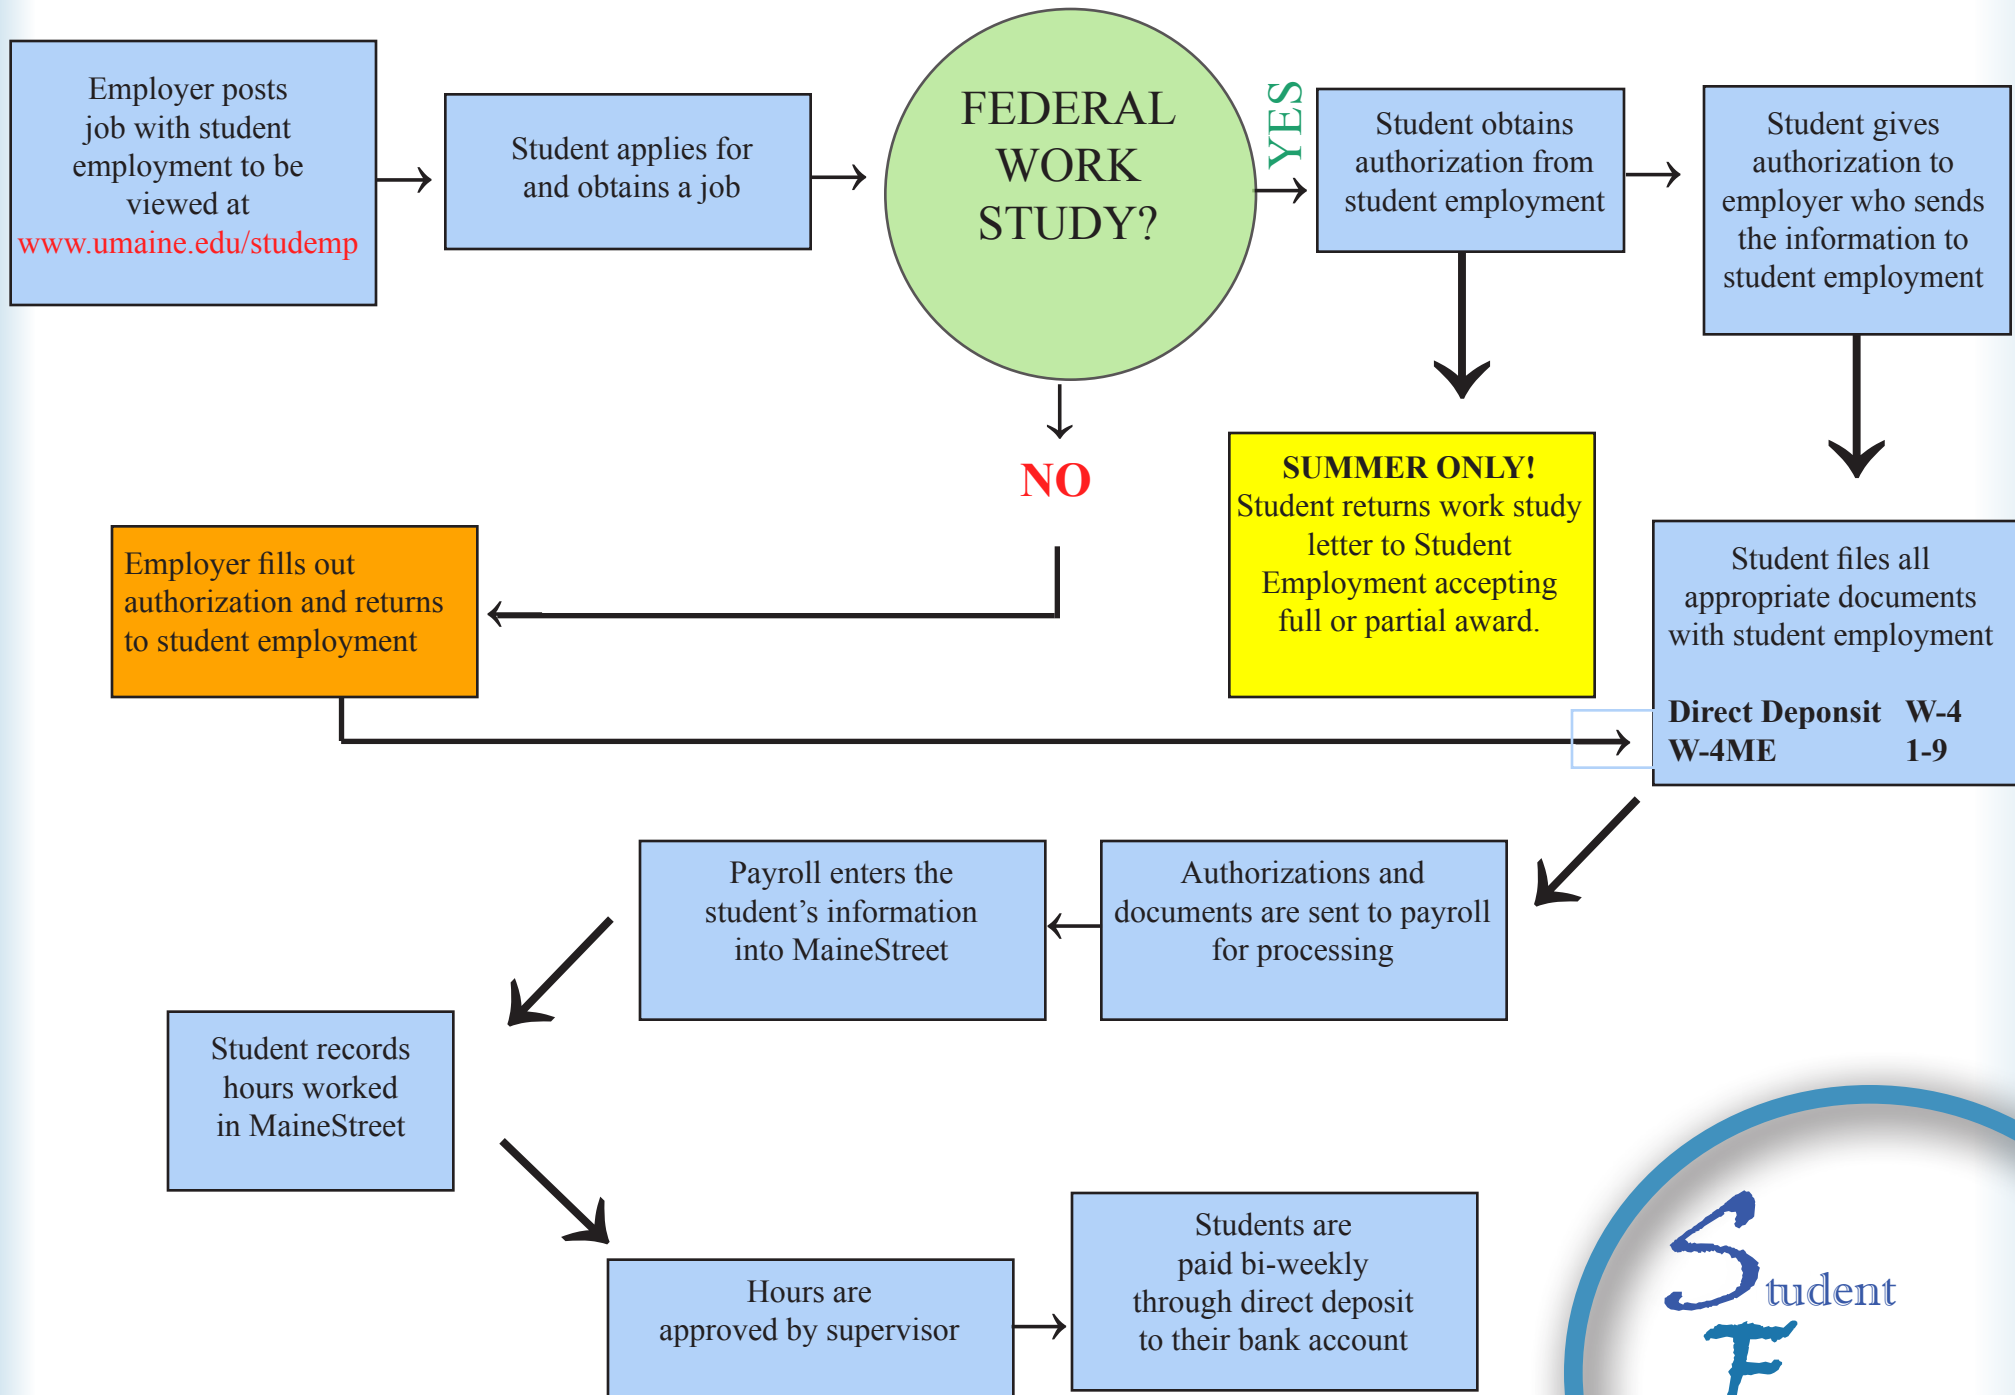 Employer posts
job with student
employment to be
viewed at
www.umaine.edu/studemp
Student applies for
and obtains a job
FEDERAL
WORK
STUDY?
YES
Student obtains
authorization from
student employment
Student gives
authorization to
employer who sends
the information to
student employment
NO
SUMMER ONLY!
Student returns work study
letter to Student
Employment accepting
full or partial award.
Employer fills out
authorization and returns
to student employment
Student files all
appropriate documents
with student employment
Direct Deponsit W-4
W-4ME 1-9
Authorizations and
documents are sent to payroll
for processing
Payroll enters the
student’s information
into MaineStreet
Student records
hours worked
in MaineStreet
Hours are
approved by supervisor
Students are
paid bi-weekly
through direct deposit
to their bank account
Student